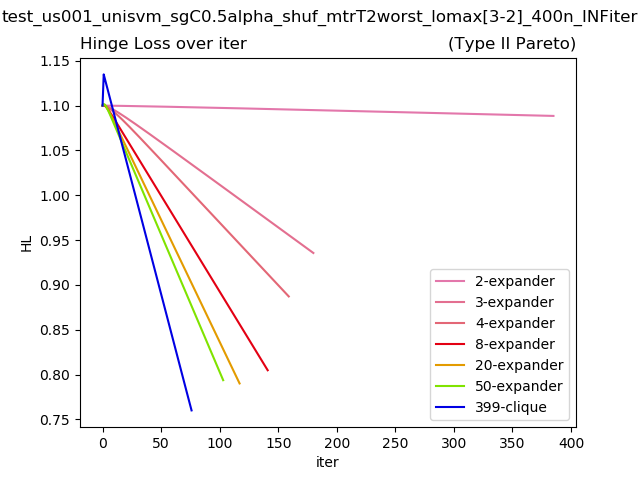 test_us001_unisvm_sgC0.5alpha_shuf_mtrT2worst_lomax[3-2]_400n_INFiter
Hinge Loss over iter
(Type II Pareto)
1.15
1.10
1.05
1.00
0.95
0.90
0.85
0.80
0.75
HL
2-expander
3-expander
4-expander
8-expander
20-expander
50-expander
399-clique
0 50 100 150 200 250 300 350 400
iter